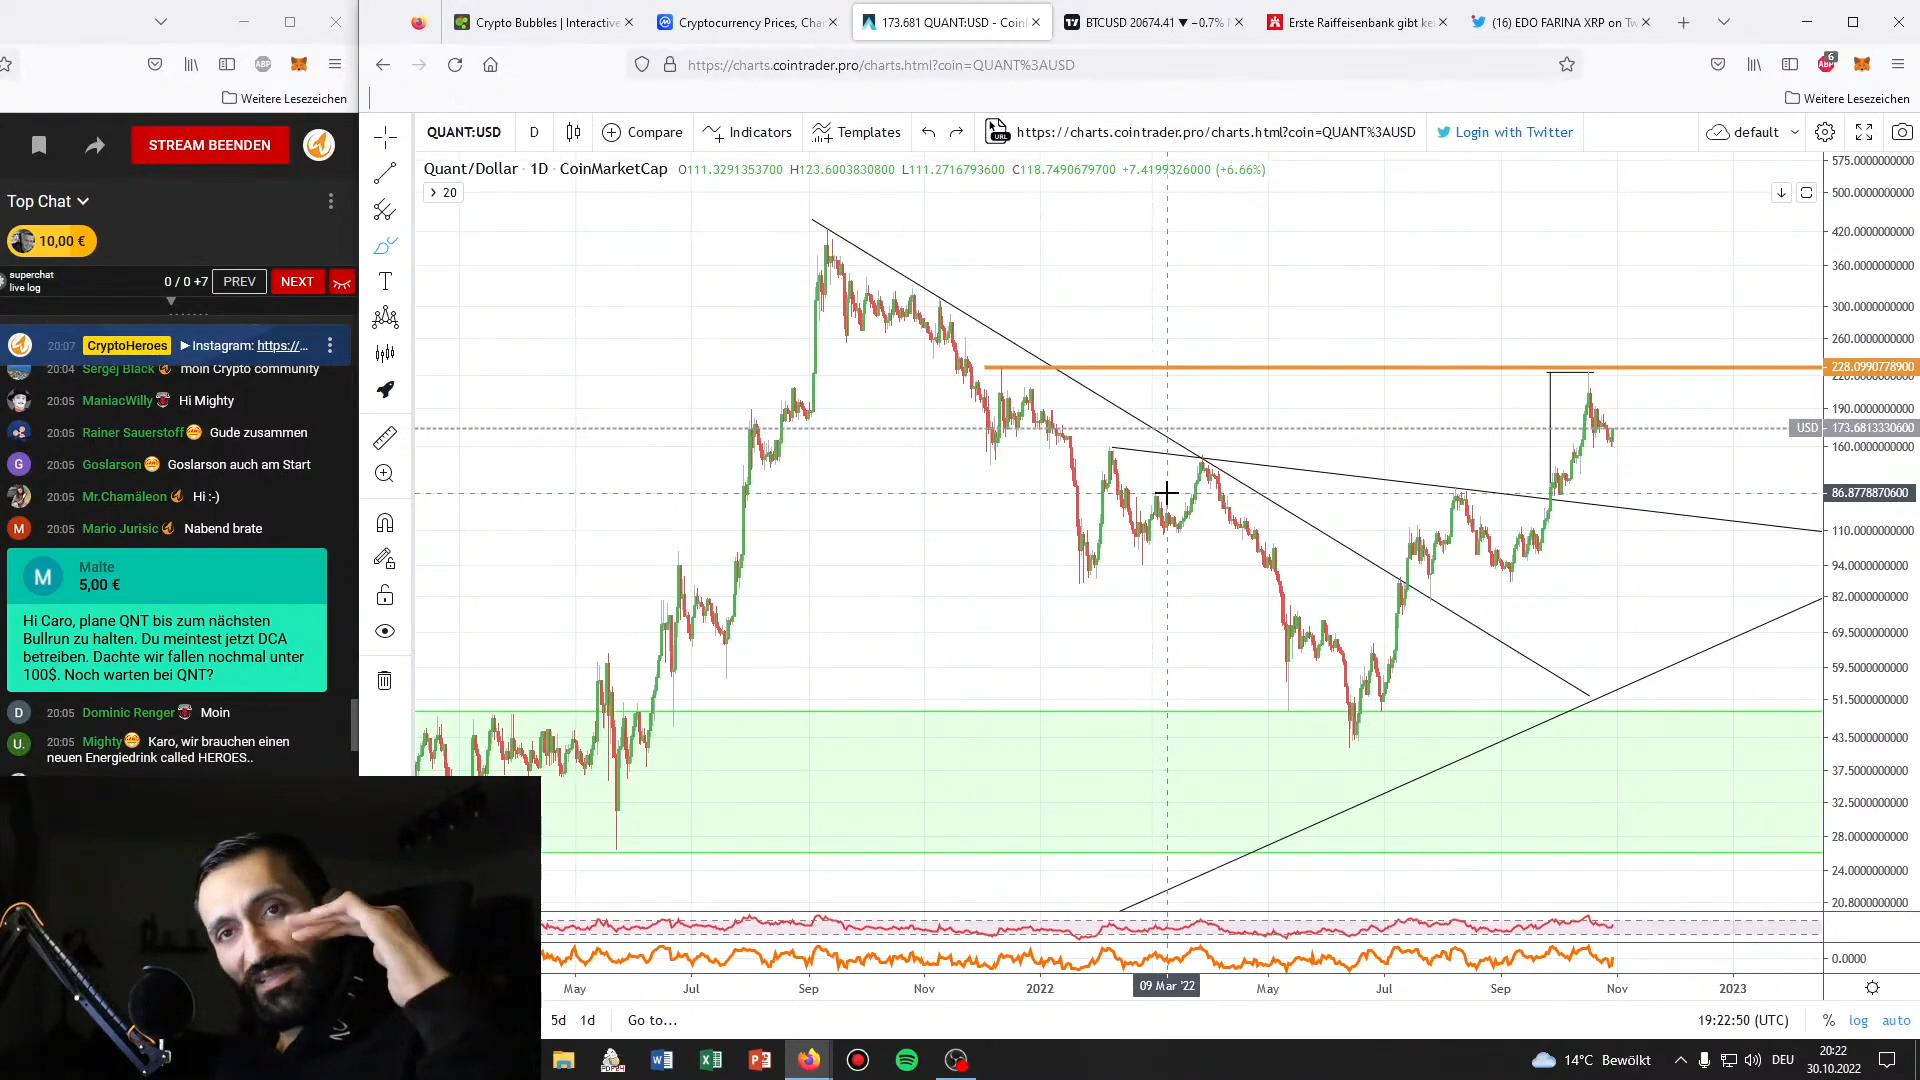 Crypto Bubbles | Interactive
Cryptocurrency Prices, Cha
173.681 QUANT:USD - Coin
BTCUSD 20674.41 ▼ −0.7%
Erste Raiffeisenbank gibt ke
(16) EDO FARINA XRP on Tw
https://charts.cointrader.pro/charts.html?coin=QUANT%3AUSD
ABP
6
Weitere Lesezeichen
Weitere Lesezeichen
STREAM BEENDEN
Top Chat
10,00 €
superchat
live log
0 / 0 +7
PREV
NEXT
20:07 CryptoHeroes ►Instagram: https://...
20:04 Sergej Black moin Crypto community
20:05 ManiacWilly Hi Mighty
20:05 Rainer Sauerstoff Gude zusammen
G 20:05 Goslarson Goslarson auch am Start
20:05 Mr.Chamäleon Hi :-)
M 20:05 Mario Jurisic Nabend brate
M Malte
5,00 €
Hi Caro, plane QNT bis zum nächsten
Bullrun zu halten. Du meintest jetzt DCA
betreiben. Dachte wir fallen nochmal unter
100$. Noch warten bei QNT?
D 20:05 Dominic Renger Moin
U. 20:05 Mighty Karo, wir brauchen einen
neuen Energiedrink called HEROES..
QUANT:USD D Compare Indicators Templates URL https://charts.cointrader.pro/charts.html?coin=QUANT%3AUSD Login with Twitter default
Quant/Dollar · 1D · CoinMarketCap O111.3291353700 H123.6003830800 L111.2716793600 C118.7490679700 +7.4199326000 (+6.66%)
> 20
T
575.0000000000
500.0000000000
420.0000000000
360.0000000000
300.0000000000
260.0000000000
228.0990778900
220.0000000000
190.0000000000
USD 173.6813330600
160.0000000000
86.8778870600
110.0000000000
94.0000000000
82.0000000000
69.5000000000
59.5000000000
51.5000000000
43.5000000000
37.5000000000
32.5000000000
28.0000000000
24.0000000000
20.8000000000
0.0000
May Jul Sep Nov 2022 09 Mar '22 May Jul Sep Nov 2023
5d 1d Go to... 19:22:50 (UTC) % log auto
14°C Bewölkt
DEU
20:22
30.10.2022